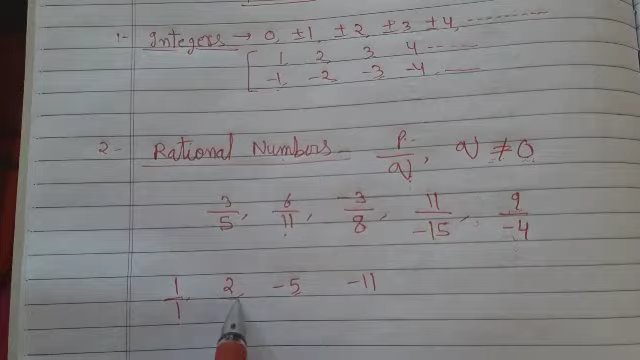 1- Integers → 0, ±1 ±2, ±3 ±4, ----------
1, 2, 3 4 -----
-1, -2 -3 -4, ----
2- Rational Numbers - p/q, q ≠ 0
3/5, 6/11, -3/8, 11/-15, 9/-4
1/1 2, -5 -11